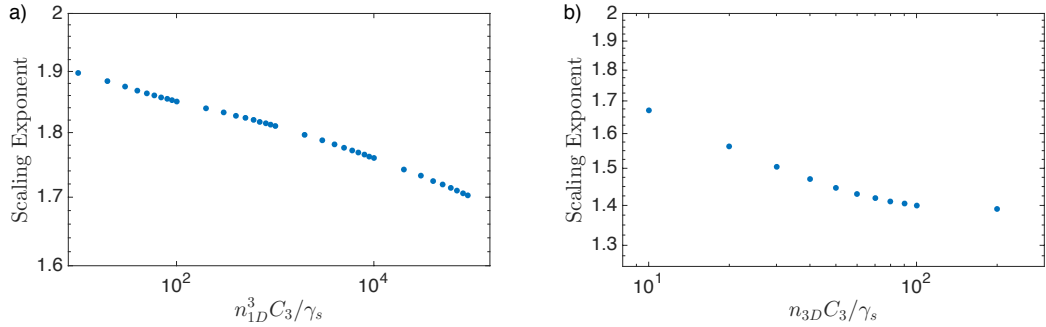 a)
Scaling Exponent
2
1.9
1.8
1.7
1.6
10^2
10^4
n_{1D}^3 C_3/γ_s
b)
Scaling Exponent
2
1.9
1.8
1.7
1.6
1.5
1.4
1.3
10^1
10^2
n_{3D} C_3/γ_s